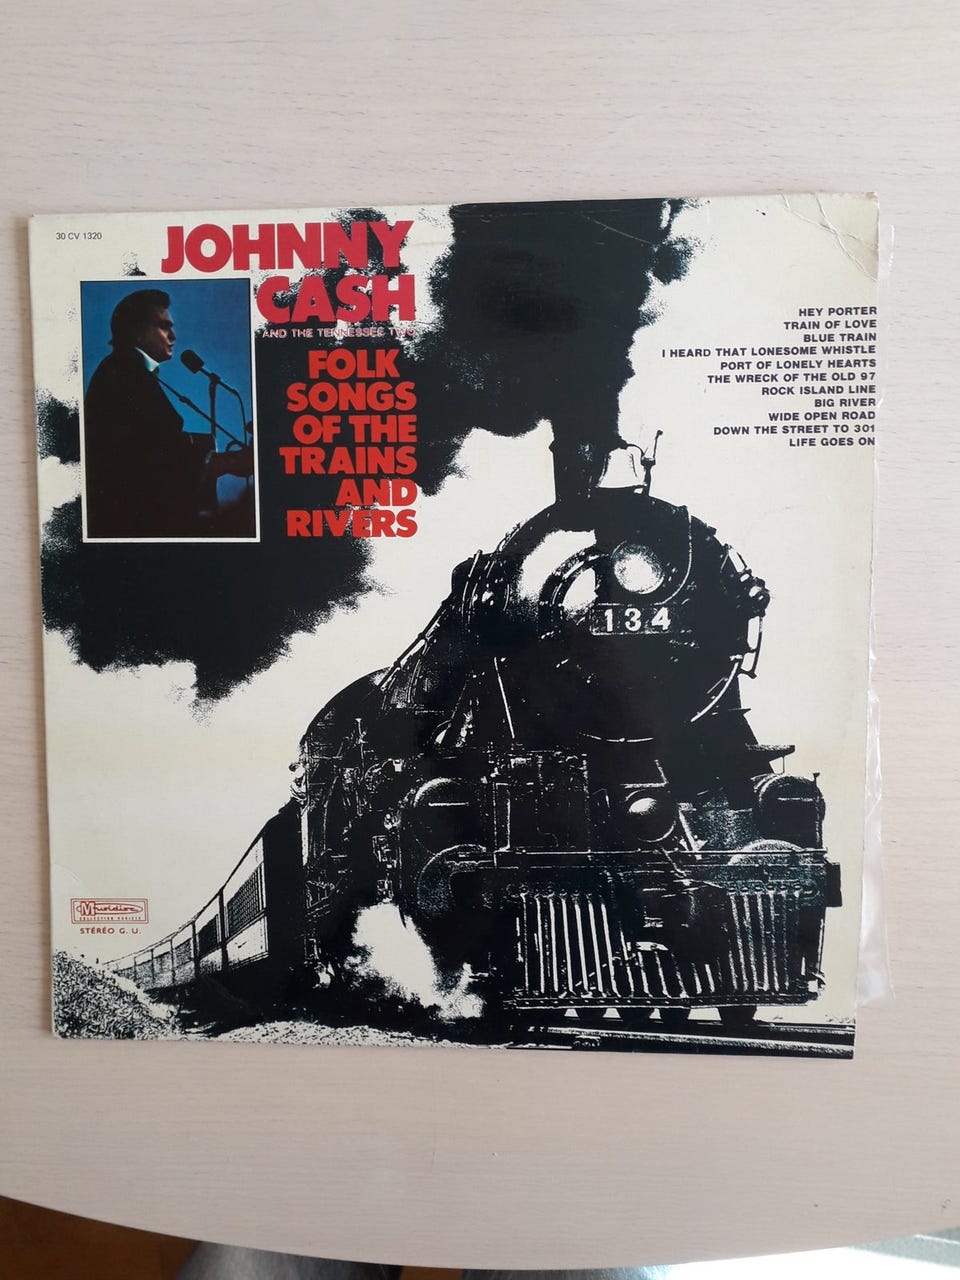 30 CV 1320
JOHNNY
CASH
AND THE TENNESSEE TWO
FOLK
SONGS
OF THE
TRAINS
AND
RIVERS
HEY PORTER
TRAIN OF LOVE
BLUE TRAIN
I HEARD THAT LONESOME WHISTLE
PORT OF LONELY HEARTS
THE WRECK OF THE OLD 97
ROCK ISLAND LINE
BIG RIVER
WIDE OPEN ROAD
DOWN THE STREET TO 301
LIFE GOES ON
134
Musidisc
STÉRÉO G. U.